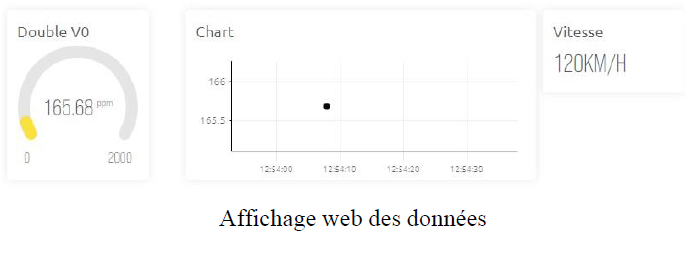 Double V0
165.68 ppm
0
2000
Chart
166
165.5
12:54:00
12:54:10
12:54:20
12:54:30
Vitesse
120KM/H
Affichage web des données